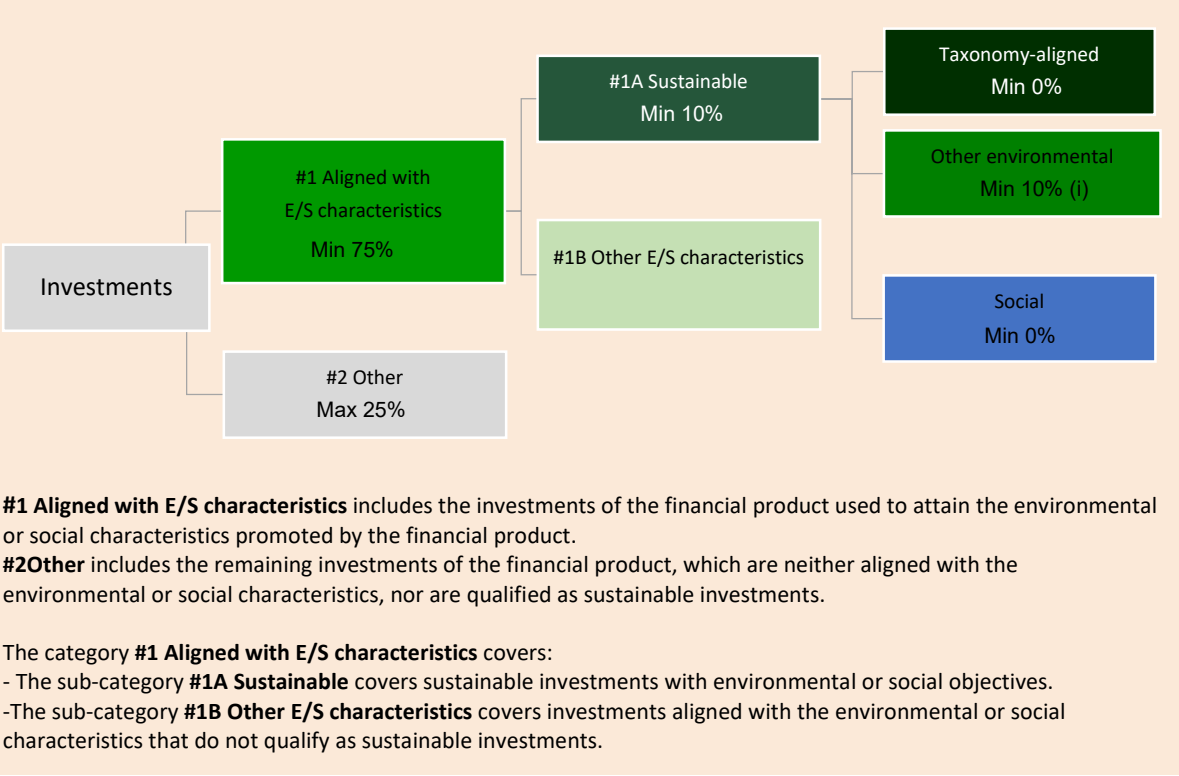 Taxonomy-aligned
Min 0%
#1A Sustainable
Min 10%
Other environmental
Min 10% (i)
#1 Aligned with
E/S characteristics
Min 75%
#1B Other E/S characteristics
Investments
Social
Min 0%
#2 Other
Max 25%
#1 Aligned with E/S characteristics includes the investments of the financial product used to attain the environmental
or social characteristics promoted by the financial product.
#2Other includes the remaining investments of the financial product, which are neither aligned with the
environmental or social characteristics, nor are qualified as sustainable investments.
The category #1 Aligned with E/S characteristics covers:
- The sub-category #1A Sustainable covers sustainable investments with environmental or social objectives.
-The sub-category #1B Other E/S characteristics covers investments aligned with the environmental or social
characteristics that do not qualify as sustainable investments.